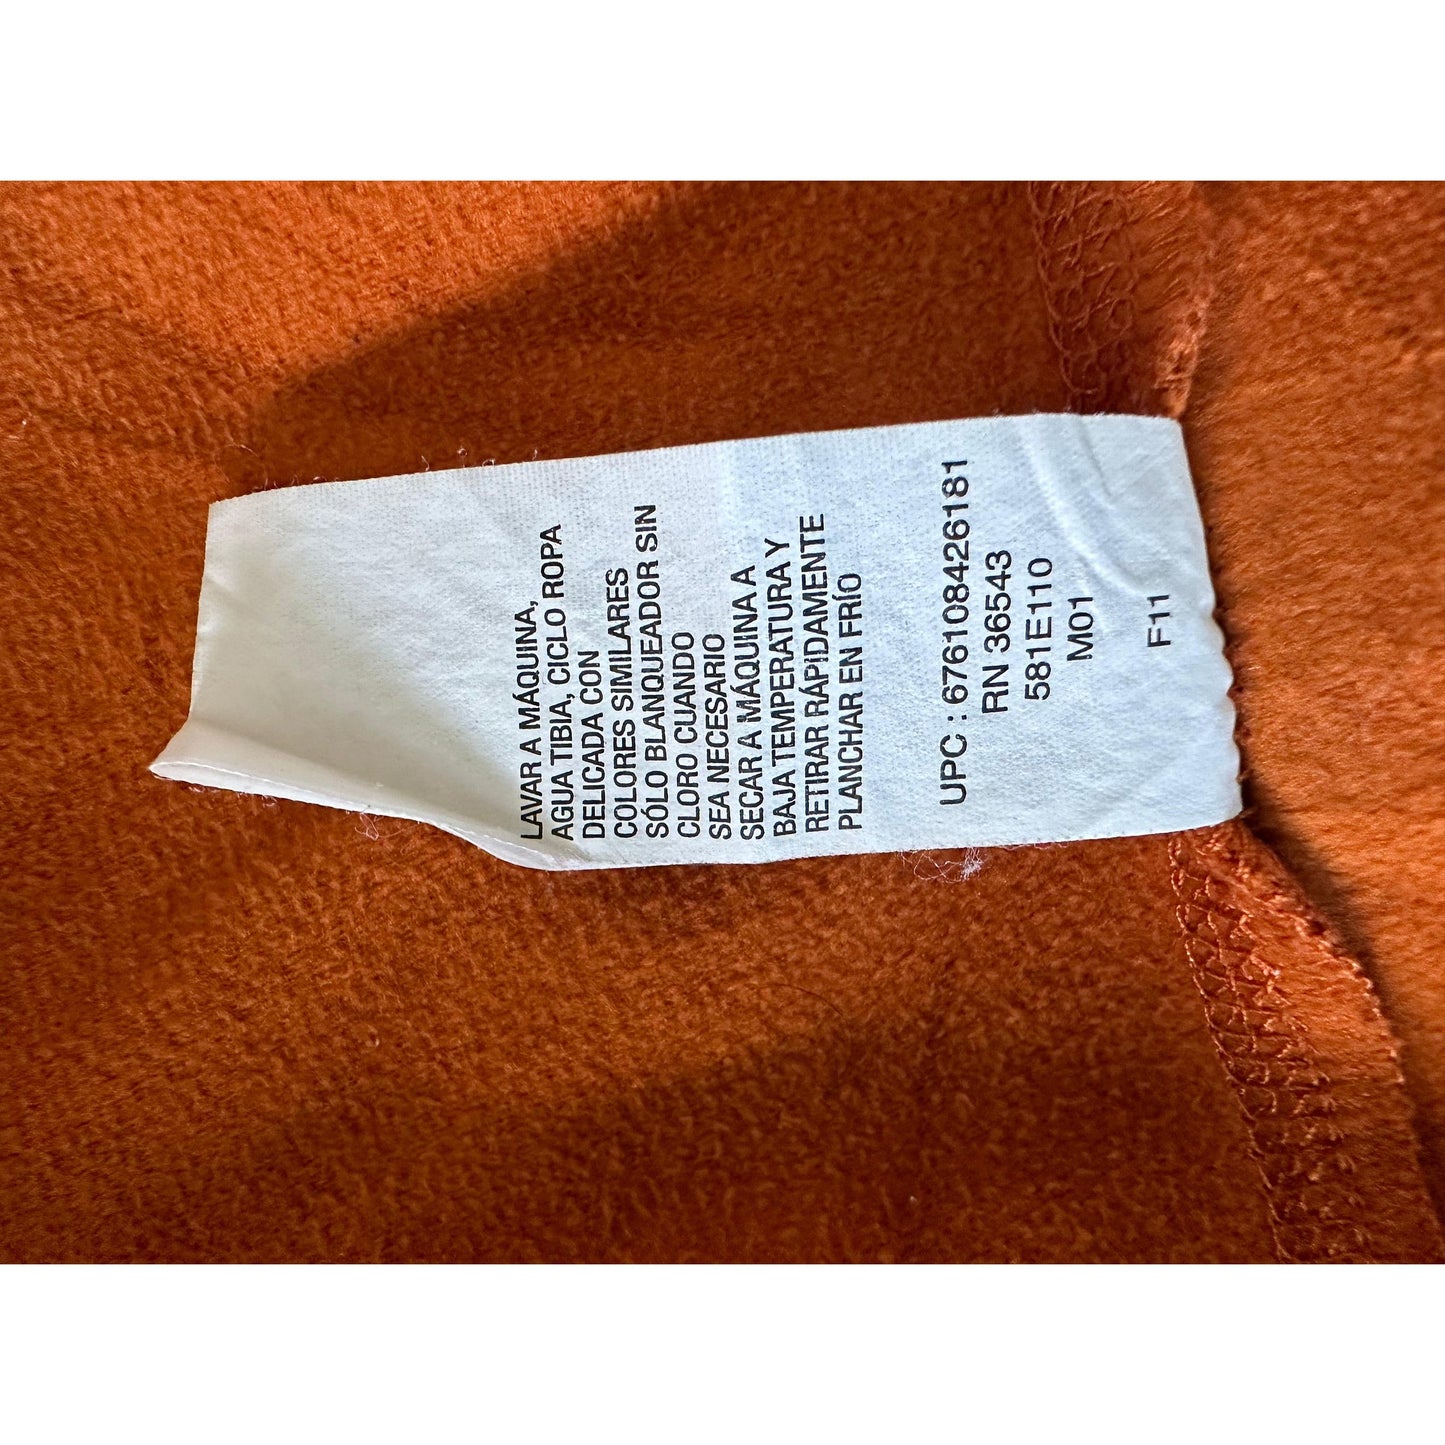 LAVAR A MÁQUINA,
AGUA TIBIA, CICLO ROPA
DELICADA CON
COLORES SIMILARES
SÓLO BLANQUEADOR SIN
CLORO CUANDO
SEA NECESARIO
SECAR A MÁQUINA A
BAJA TEMPERATURA Y
RETIRAR RÁPIDAMENTE
PLANCHAR EN FRÍO
UPC : 676108426181
RN 36543
581E110
M01
F11